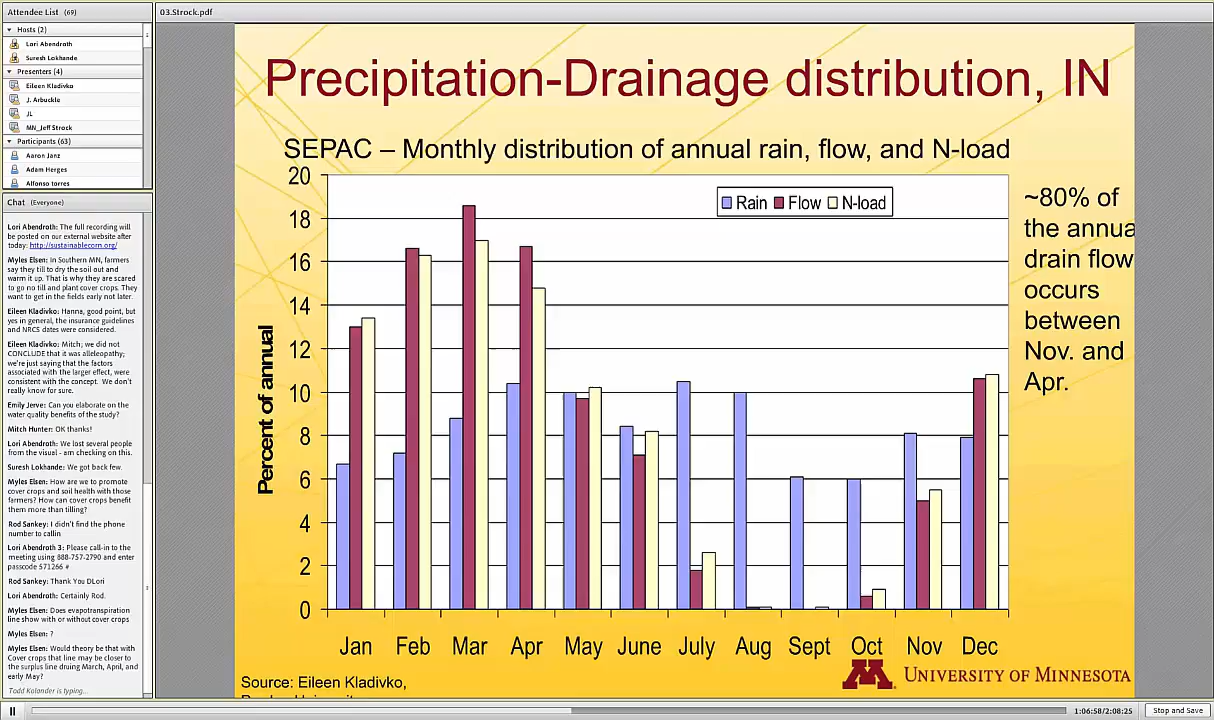 Attendee List (69)
Hosts (2)
Lori Abendroth
Suresh Lokhande
Presenters (4)
Eileen Kladivko
J. Arbuckle
JL
MN_Jeff Strock
Participants (63)
Aaron Janz
Adam Herges
Alfonso torres
Chat (Everyone)
Lori Abendroth: The full recording will
be posted on our external website after
today: http://sustainablecorn.org/
Myles Elsen: In Southern MN, farmers
say they till to dry the soil out and
warm it up. That is why they are scared
to go no till and plant cover crops. They
want to get in the fields early not later.
Eileen Kladivko: Hanna, good point, but
yes in general, the insurance guidelines
and NRCS dates were considered.
Eileen Kladivko: Mitch; we did not
CONCLUDE that it was alleleopathy;
we're just saying that the factors
associated with the larger effect, were
consistent with the concept. We don't
really know for sure.
Emily Jerve: Can you elaborate on the
water quality benefits of the study?
Mitch Hunter: OK thanks!
Lori Abendroth: We lost several people
from the visual - am checking on this.
Suresh Lokhande: We got back few.
Myles Elsen: How are we to promote
cover crops and soil health with those
farmers? How can cover crops benefit
them more than tilling?
Rod Sankey: I didn't find the phone
number to callin
Lori Abendroth 3: Please call-in to the
meeting using 888-757-2790 and enter
passcode 571266 #
Rod Sankey: Thank You DLori
Lori Abendroth: Certainly Rod.
Myles Elsen: Does evapotranspiration
line show with or without cover crops
Myles Elsen: ?
Myles Elsen: Would theory be that with
Cover crops that line may be closer to
the surplus line druing March, April, and
early May?
Todd Kolander is typing...
03.Strock.pdf
Precipitation-Drainage distribution, IN
SEPAC – Monthly distribution of annual rain, flow, and N-load
Percent of annual
20
18
16
14
12
10
8
6
4
2
0
Rain Flow N-load
Jan Feb Mar Apr May June July Aug Sept Oct Nov Dec
~80% of
the annua
drain flow
occurs
between
Nov. and
Apr.
Source: Eileen Kladivko,
M UNIVERSITY OF MINNESOTA
1:06:58/2:08:25
Stop and Save